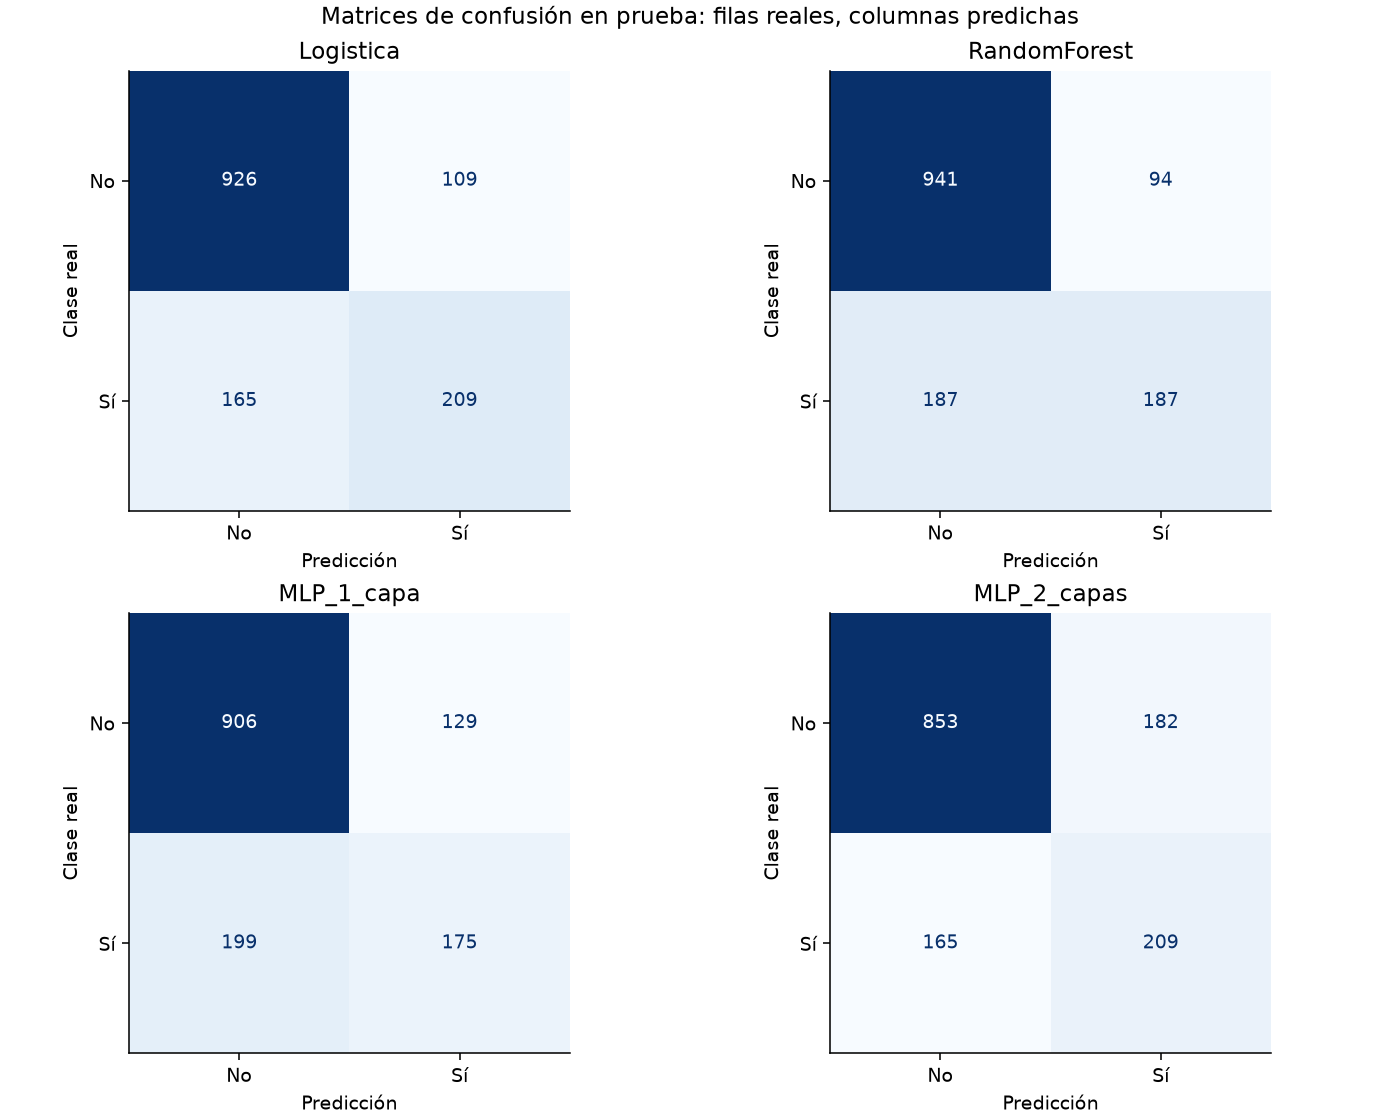 Matrices de confusión en prueba: filas reales, columnas predichas
Logistica
No
926
109
Clase real
Sí
165
209
No
Sí
Predicción
RandomForest
No
941
94
Clase real
Sí
187
187
No
Sí
Predicción
MLP_1_capa
No
906
129
Clase real
Sí
199
175
No
Sí
Predicción
MLP_2_capas
No
853
182
Clase real
Sí
165
209
No
Sí
Predicción